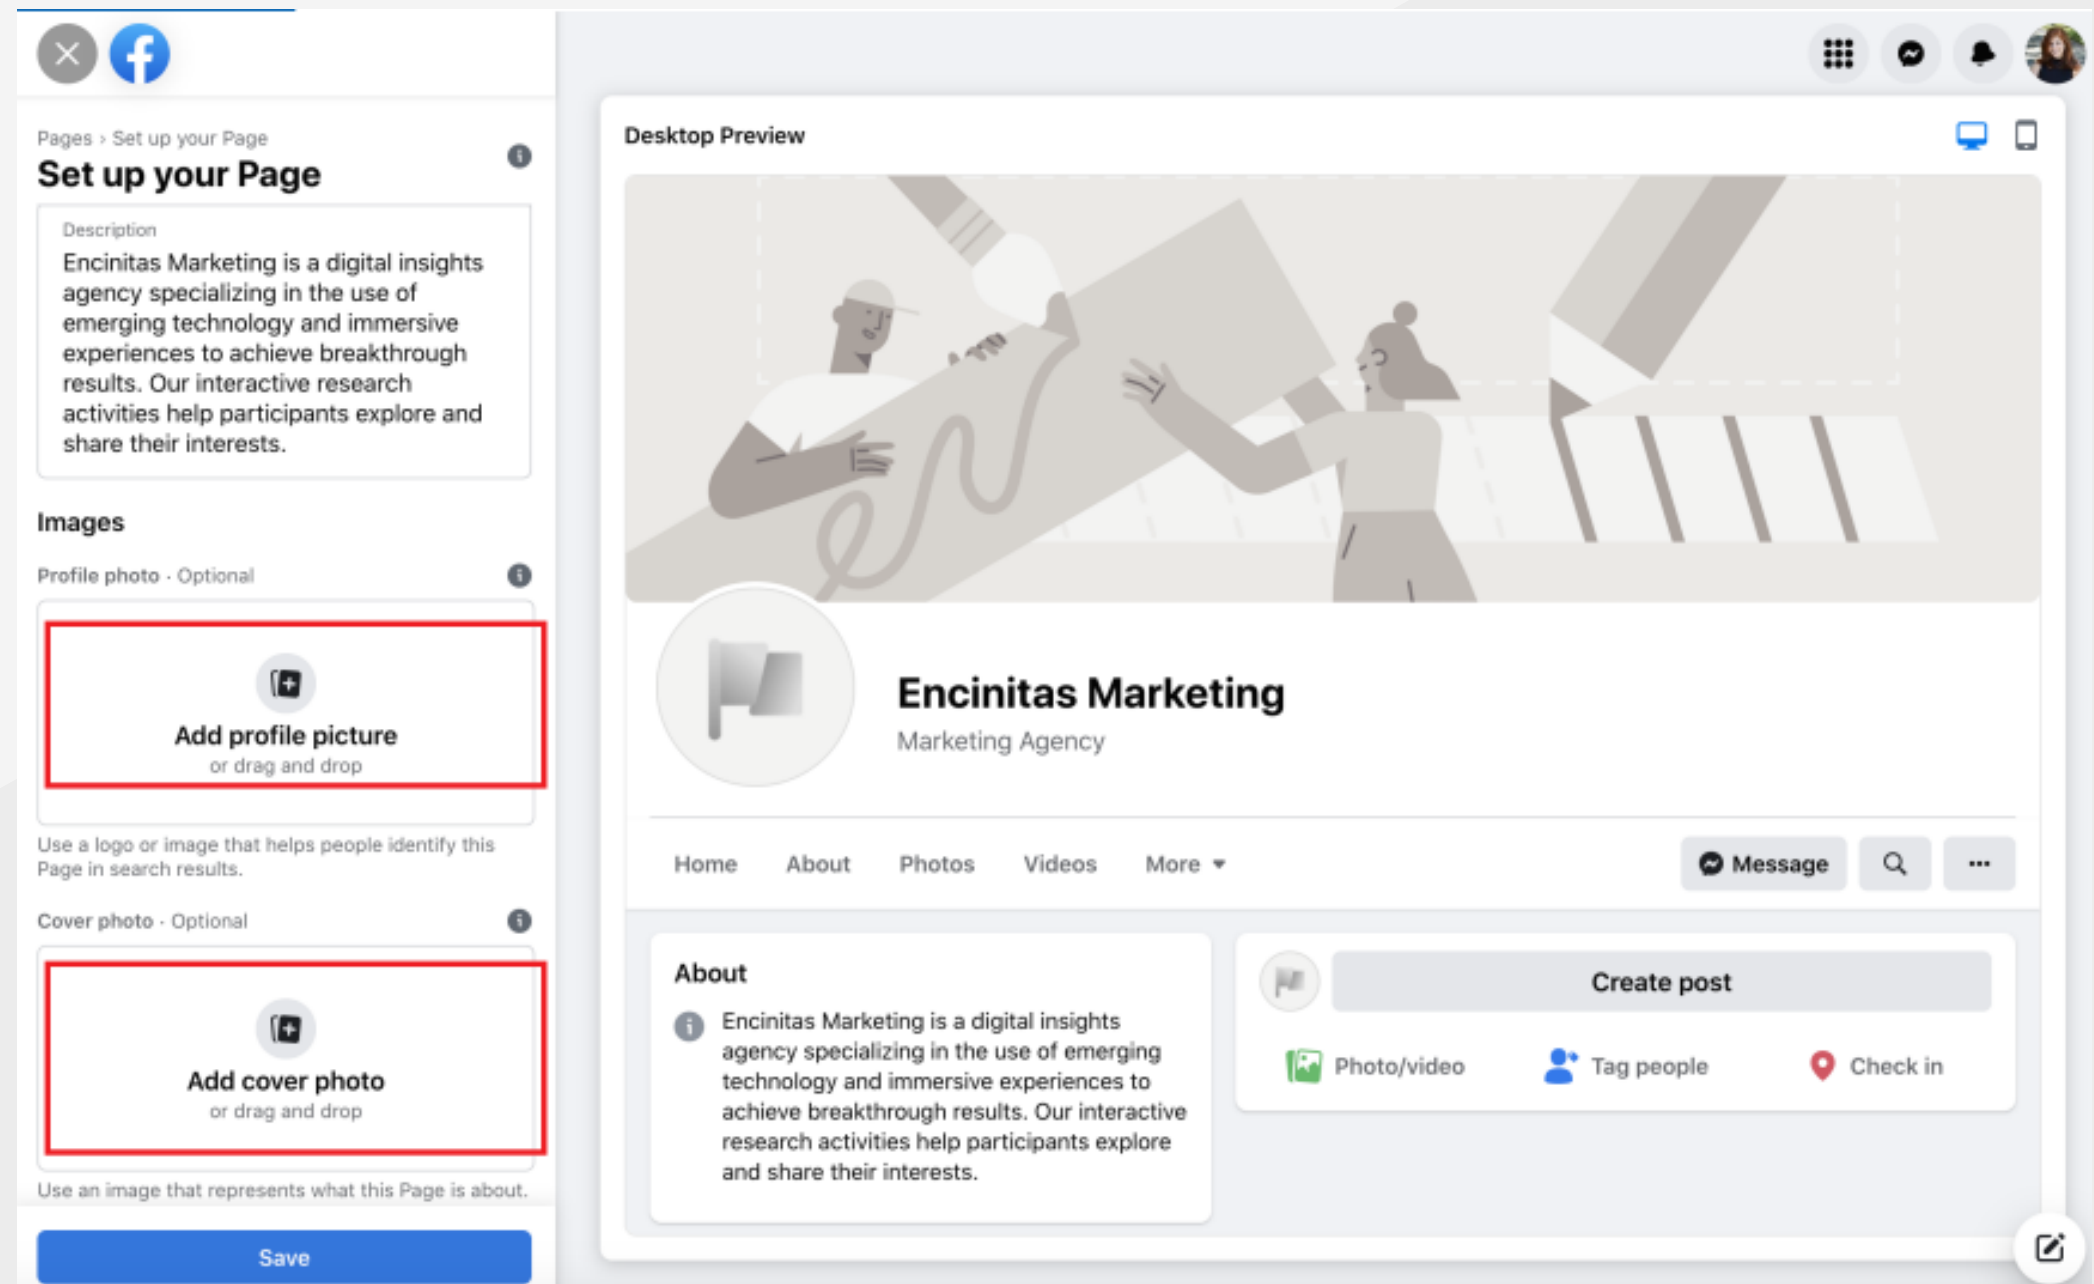 Pages › Set up your Page
Set up your Page
Description
Encinitas Marketing is a digital insights
agency specializing in the use of
emerging technology and immersive
experiences to achieve breakthrough
results. Our interactive research
activities help participants explore and
share their interests.
Images
Profile photo · Optional
Add profile picture
or drag and drop
Use a logo or image that helps people identify this
Page in search results.
Cover photo · Optional
Add cover photo
or drag and drop
Use an image that represents what this Page is about.
Save
Desktop Preview
Encinitas Marketing
Marketing Agency
Home About Photos Videos More
Message
About
Encinitas Marketing is a digital insights
agency specializing in the use of emerging
technology and immersive experiences to
achieve breakthrough results. Our interactive
research activities help participants explore
and share their interests.
Create post
Photo/video Tag people Check in